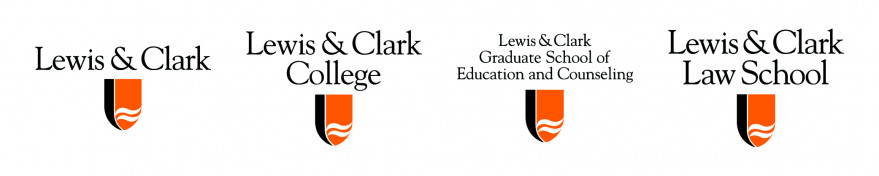 Lewis & Clark
Lewis & Clark
College
Lewis & Clark
Graduate School of
Education and Counseling
Lewis & Clark
Law School